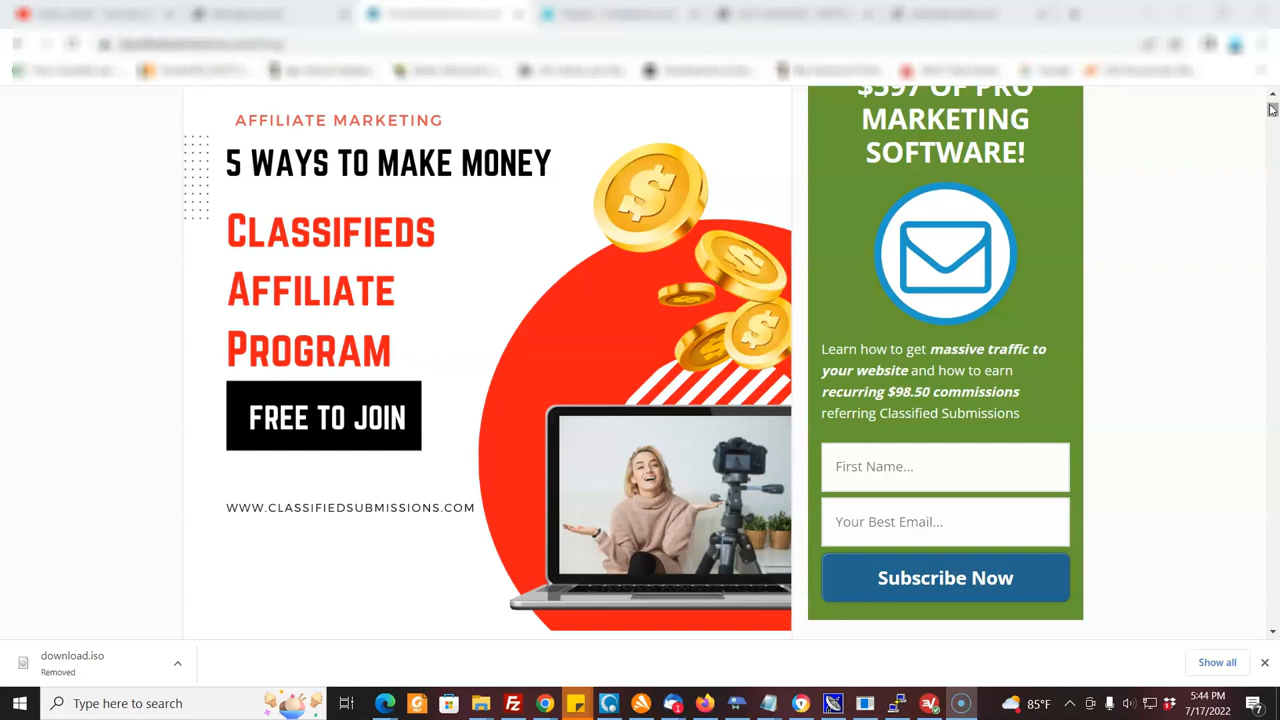 AFFILIATE MARKETING
5 WAYS TO MAKE MONEY
CLASSIFIEDS
AFFILIATE
PROGRAM
FREE TO JOIN
WWW.CLASSIFIEDSUBMISSIONS.COM
$597 OF PRO
MARKETING
SOFTWARE!
Learn how to get massive traffic to
your website and how to earn
recurring $98.50 commissions
referring Classified Submissions
First Name...
Your Best Email...
Subscribe Now
download.iso
Removed
Show all
Type here to search
85°F
5:44 PM
7/17/2022